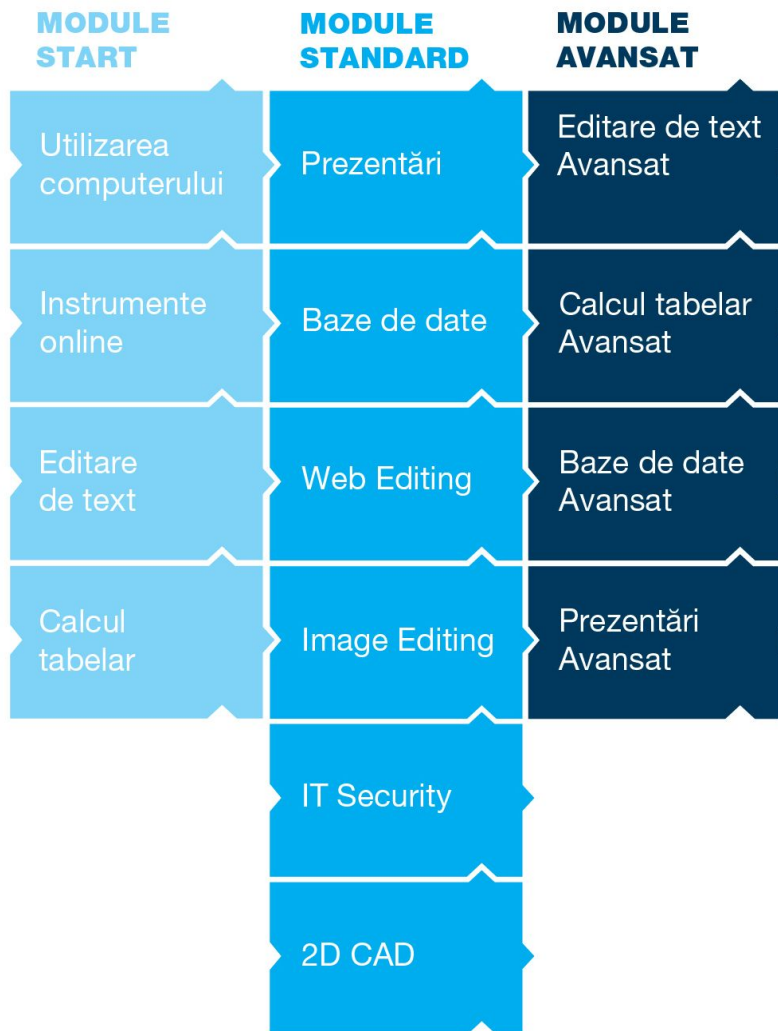 MODULE
START
Utilizarea
computerului
Instrumente
online
Editare
de text
Calcul
tabelar
MODULE
STANDARD
Prezentări
Baze de date
Web Editing
Image Editing
IT Security
2D CAD
MODULE
AVANSAT
Editare de text
Avansat
Calcul tabelar
Avansat
Baze de date
Avansat
Prezentări
Avansat